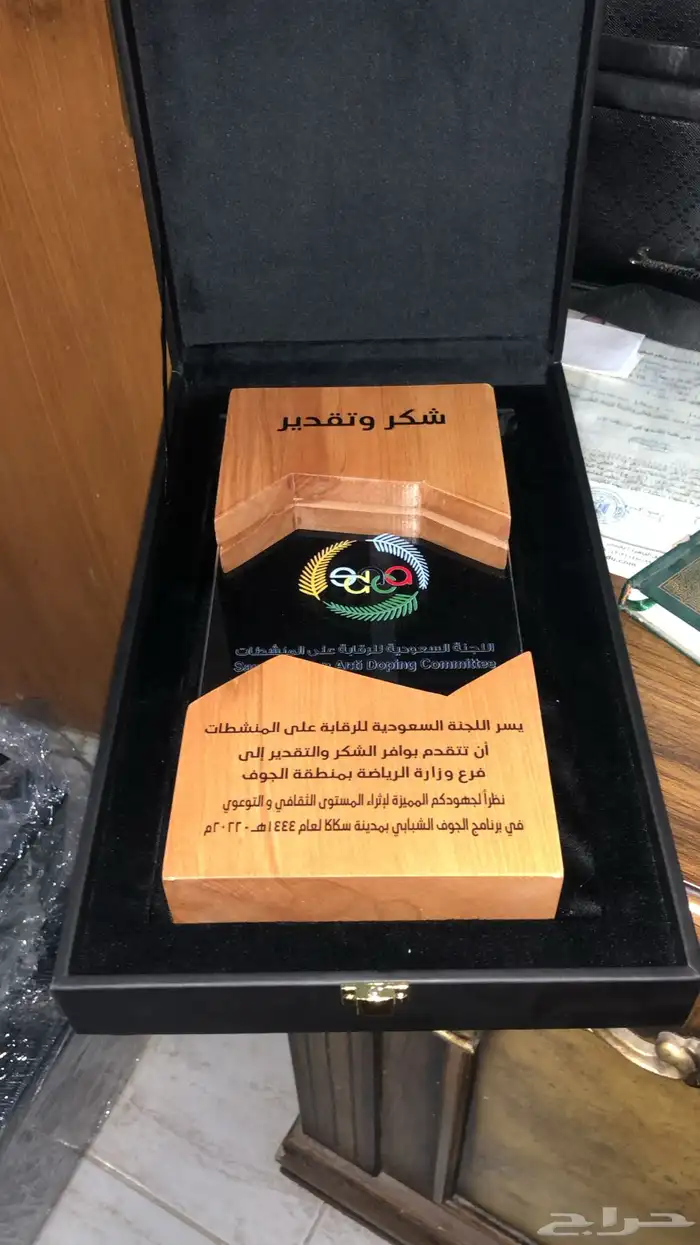 شكر وتقدير
اللجنة السعودية للرقابة على المنشطات
Anti Doping Committee
يسر اللجنة السعودية للرقابة على المنشطات
أن تتقدم بوافر الشكر والتقدير إلى
فرع وزارة الرياضة بمنطقة الجوف
نظراً لجهودكم المميزة لإثراء المستوى الثقافي و التوعوي
في برنامج الجوف الشبابي بمدينة سكاكا لعام ١٤٤٤هـ - ٢٠٢٢م
حراج